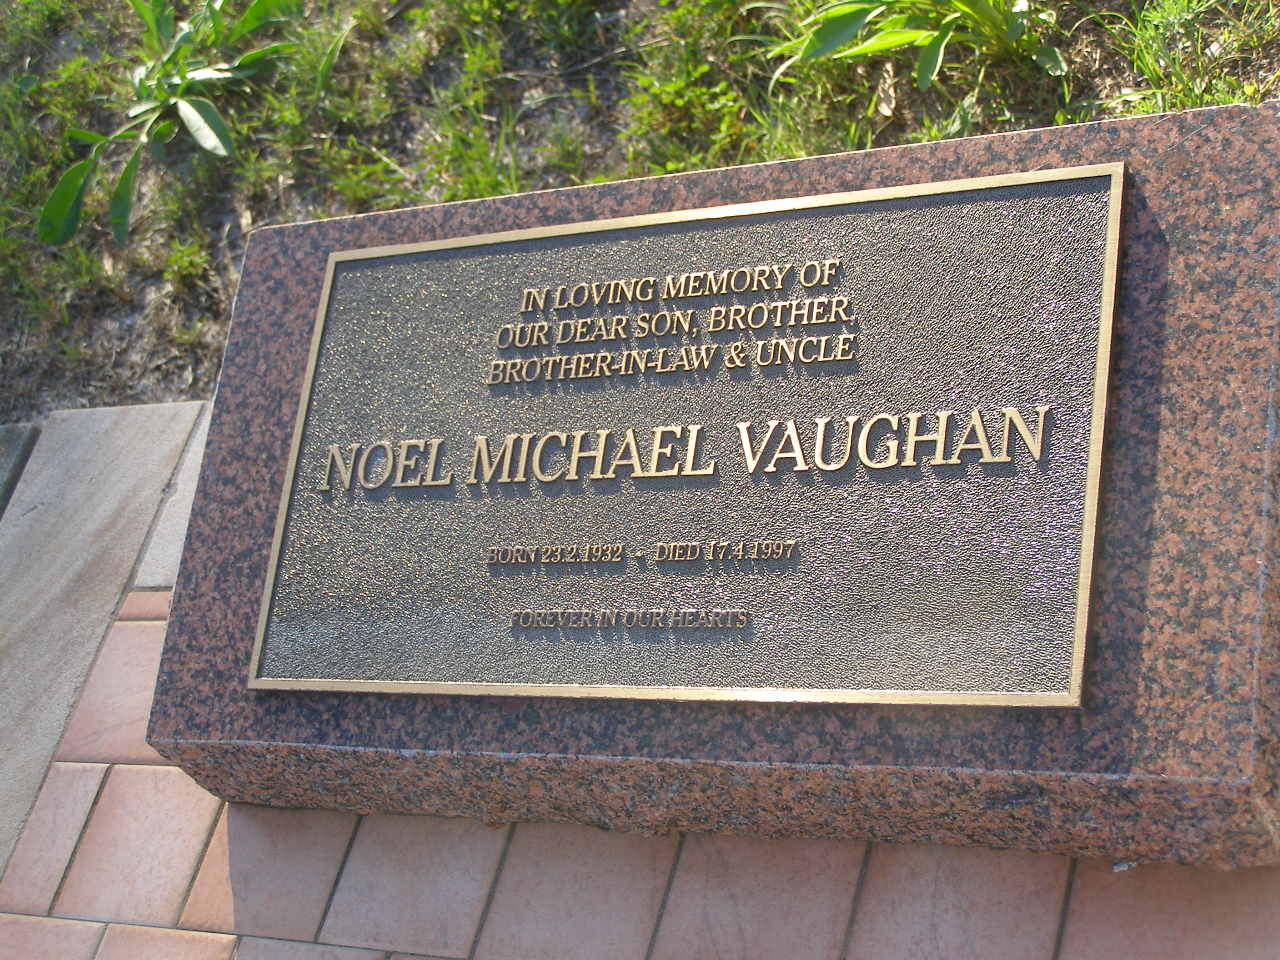 IN LOVING MEMORY OF
OUR DEAR SON, BROTHER,
BROTHER-IN-LAW & UNCLE
NOEL MICHAEL VAUGHAN
BORN 23.2.1932 - DIED 17.4.1997
FOREVER IN OUR HEARTS